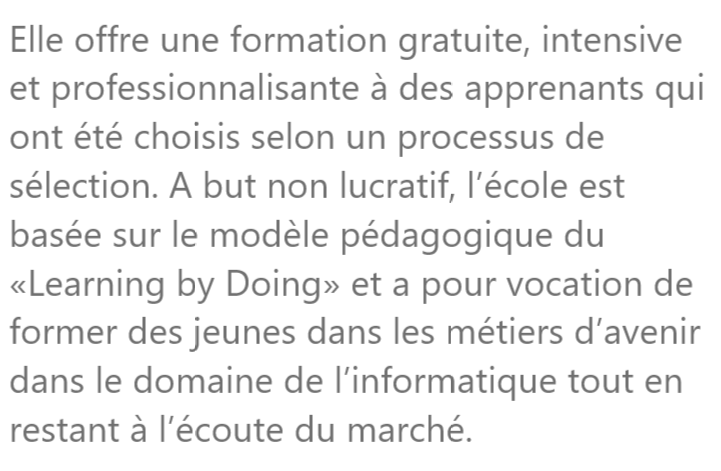 Elle offre une formation gratuite, intensive
et professionnalisante à des apprenants qui
ont été choisis selon un processus de
sélection. A but non lucratif, l’école est
basée sur le modèle pédagogique du
«Learning by Doing» et a pour vocation de
former des jeunes dans les métiers d’avenir
dans le domaine de l’informatique tout en
restant à l’écoute du marché.